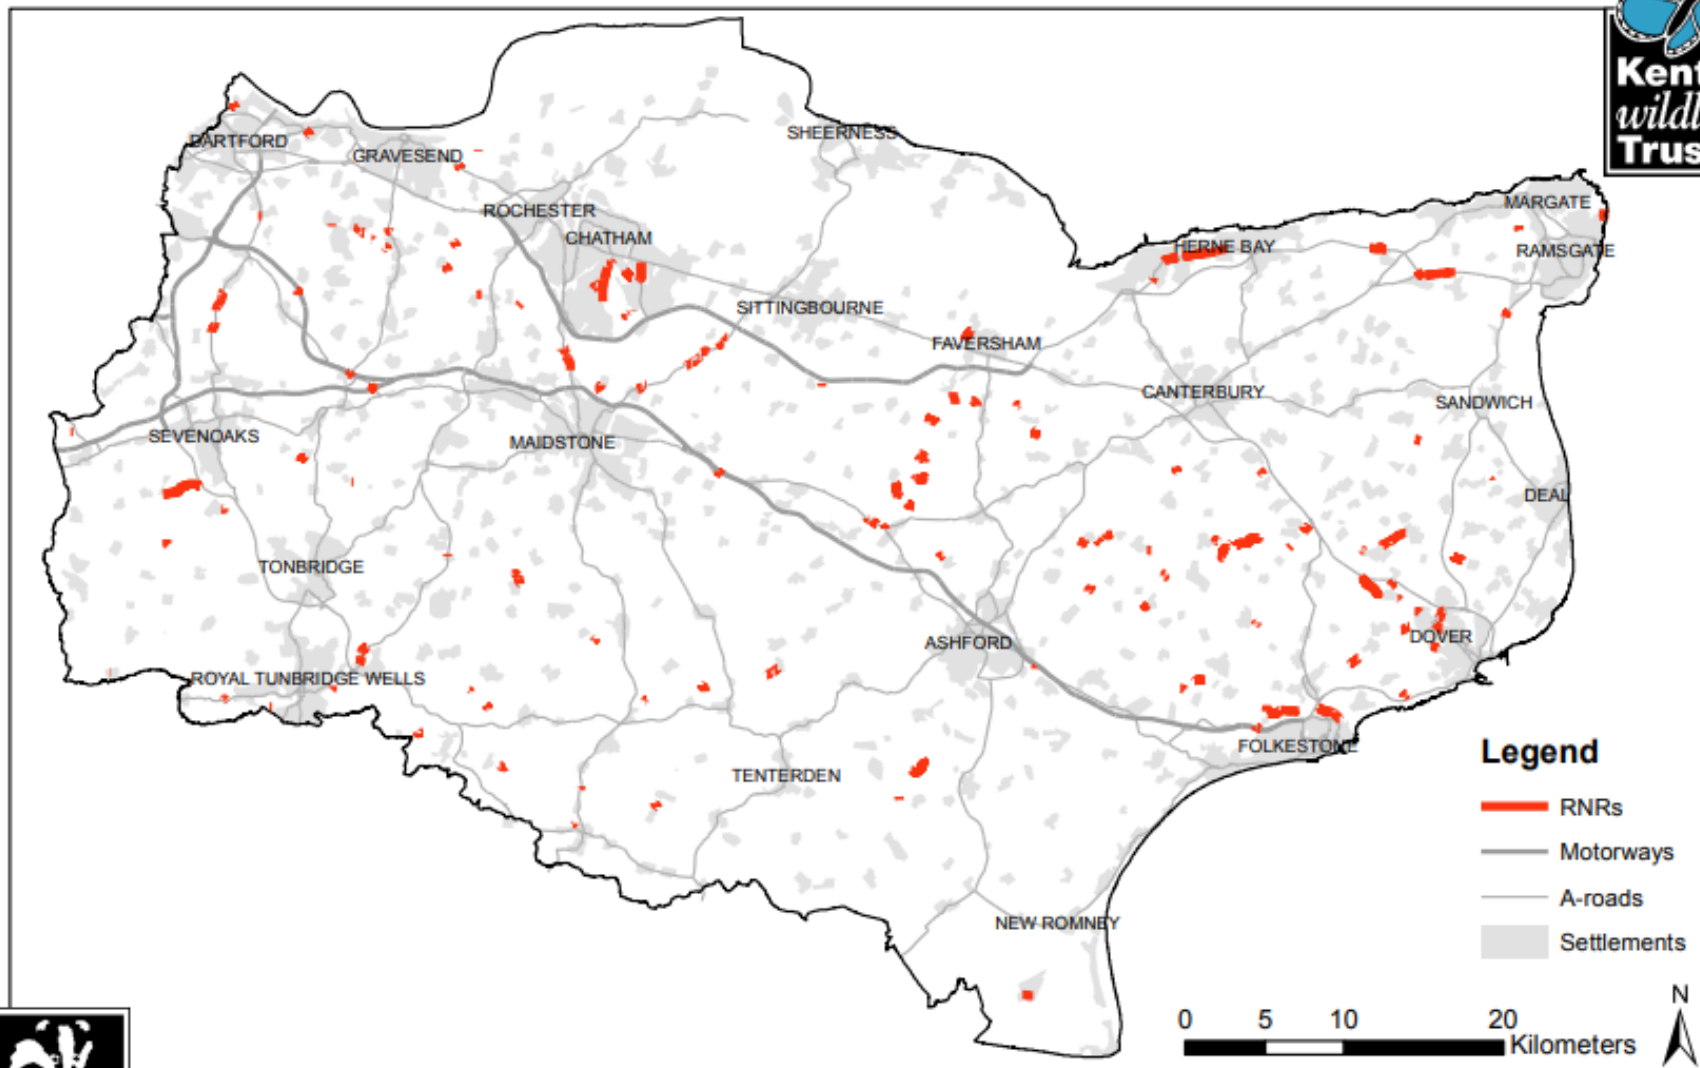 Kent
wildl
Trus
SHEERNESS
DARTFORD
GRAVESEND
MARGATE
ROCHESTER
CHATHAM
HERNE BAY
RAMSGATE
SITTINGBOURNE
FAVERSHAM
CANTERBURY
SANDWICH
SEVENOAKS
MAIDSTONE
DEAL
TONBRIDGE
ASHFORD
DOVER
ROYAL TUNBRIDGE WELLS
FOLKESTONE
TENTERDEN
NEW ROMNEY
Legend
RNRs
Motorways
A-roads
Settlements
N
0 5 10 20
Kilometers